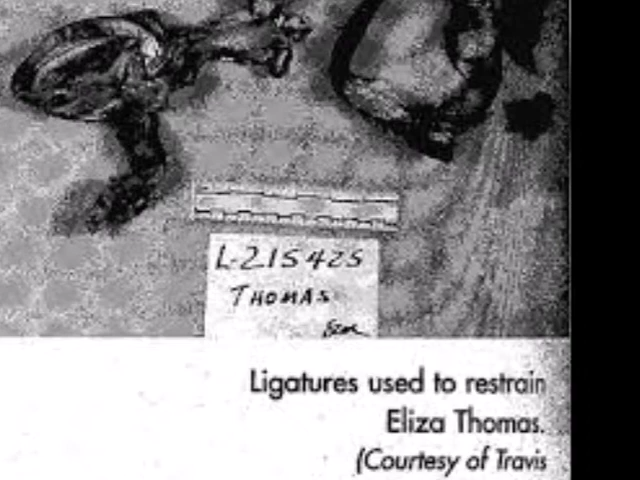 L-215425
THOMAS
Ligatures used to restrain
Eliza Thomas.
(Courtesy of Travis